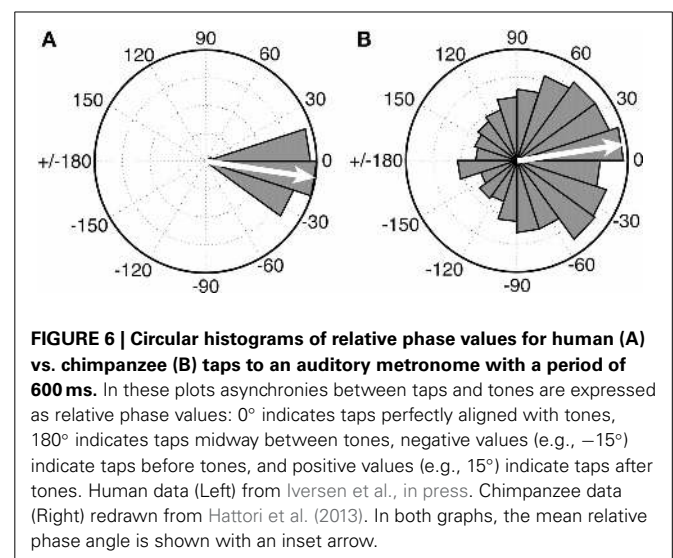 A
90
120
60
150
30
+/-180
0
-150
-30
-120
-60
-90
B
90
120
60
150
30
+/-180
0
-150
-30
-120
-60
-90
FIGURE 6 | Circular histograms of relative phase values for human (A)
vs. chimpanzee (B) taps to an auditory metronome with a period of
600 ms. In these plots asynchronies between taps and tones are expressed
as relative phase values: 0° indicates taps perfectly aligned with tones,
180° indicates taps midway between tones, negative values (e.g., −15°)
indicate taps before tones, and positive values (e.g., 15°) indicate taps after
tones. Human data (Left) from Iversen et al., in press. Chimpanzee data
(Right) redrawn from Hattori et al. (2013). In both graphs, the mean relative
phase angle is shown with an inset arrow.